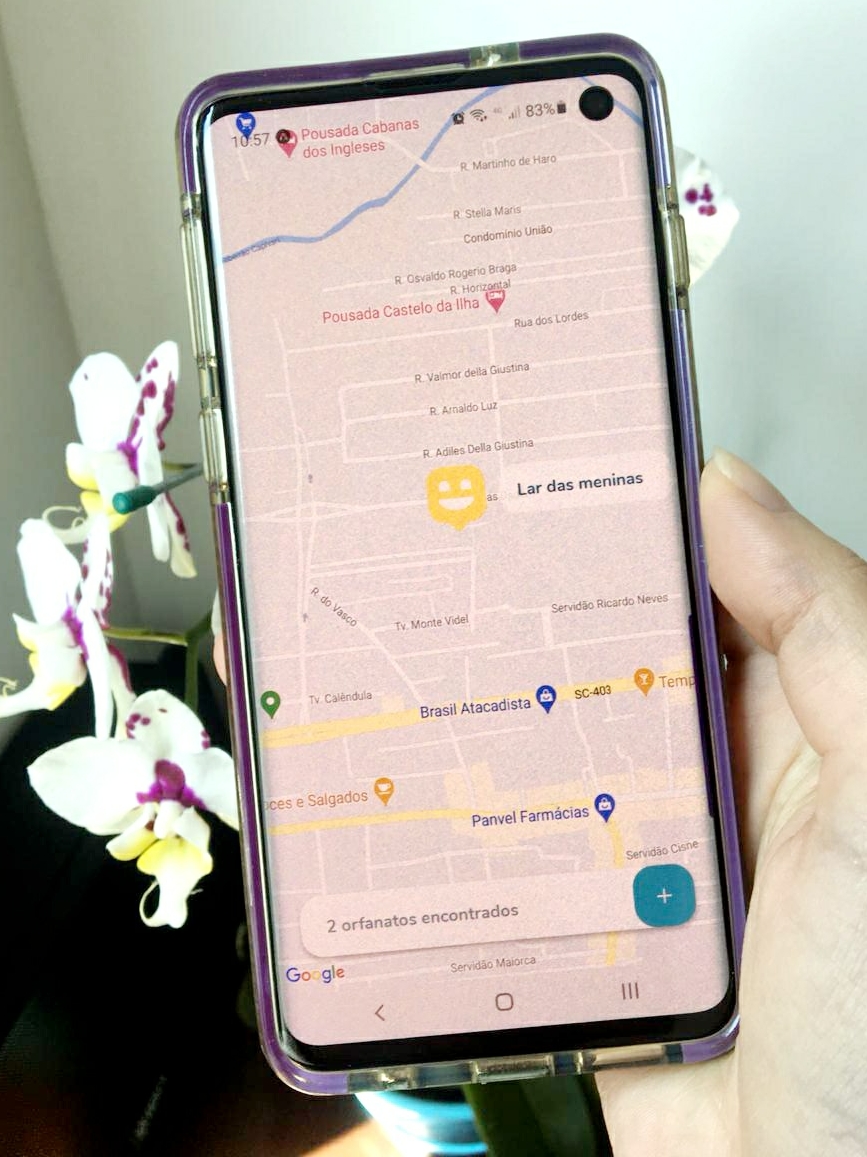 10:57
Pousada Cabanas
dos Ingleses
4G
83%
R. Martinho de Haro
R. Stella Maris
Condomínio União
R. Osvaldo Rogerio Braga
R. Horizontal
Pousada Castelo da Ilha
Rua dos Lordes
R. Valmor della Giustina
R. Arnaldo Luz
R. Adiles Della Giustina
as
Lar das meninas
R. do Vasco
Servidão Ricardo Neves
Tv. Monte Videl
Tv. Calêndula
Brasil Atacadista
SC-403
Temp
oces e Salgados
Panvel Farmácias
Servidão Cisne
2 orfanatos encontrados
+
Google
Servidão Maiorca